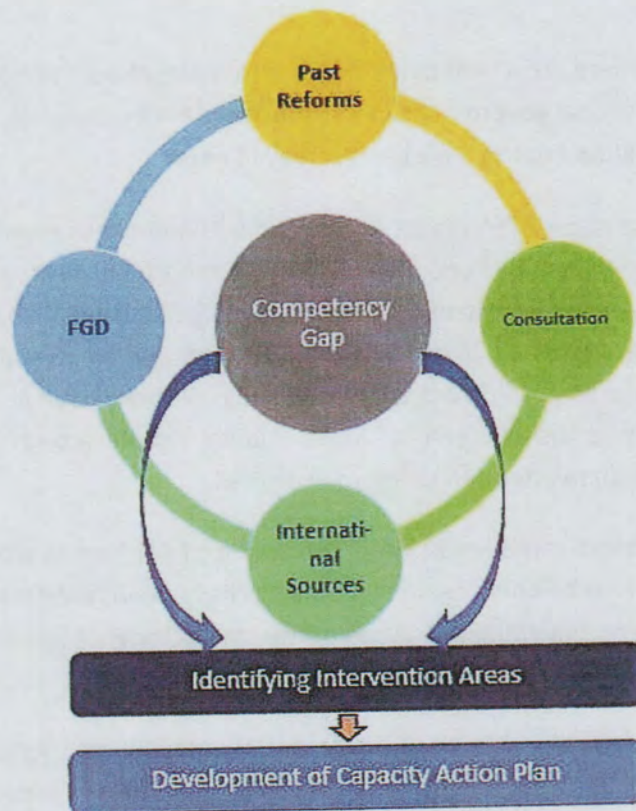 Past
Reforms
FGD
Competency
Gap
Consultation
Internati-
nal
Sources
Identifying Intervention Areas
Development of Capacity Action Plan